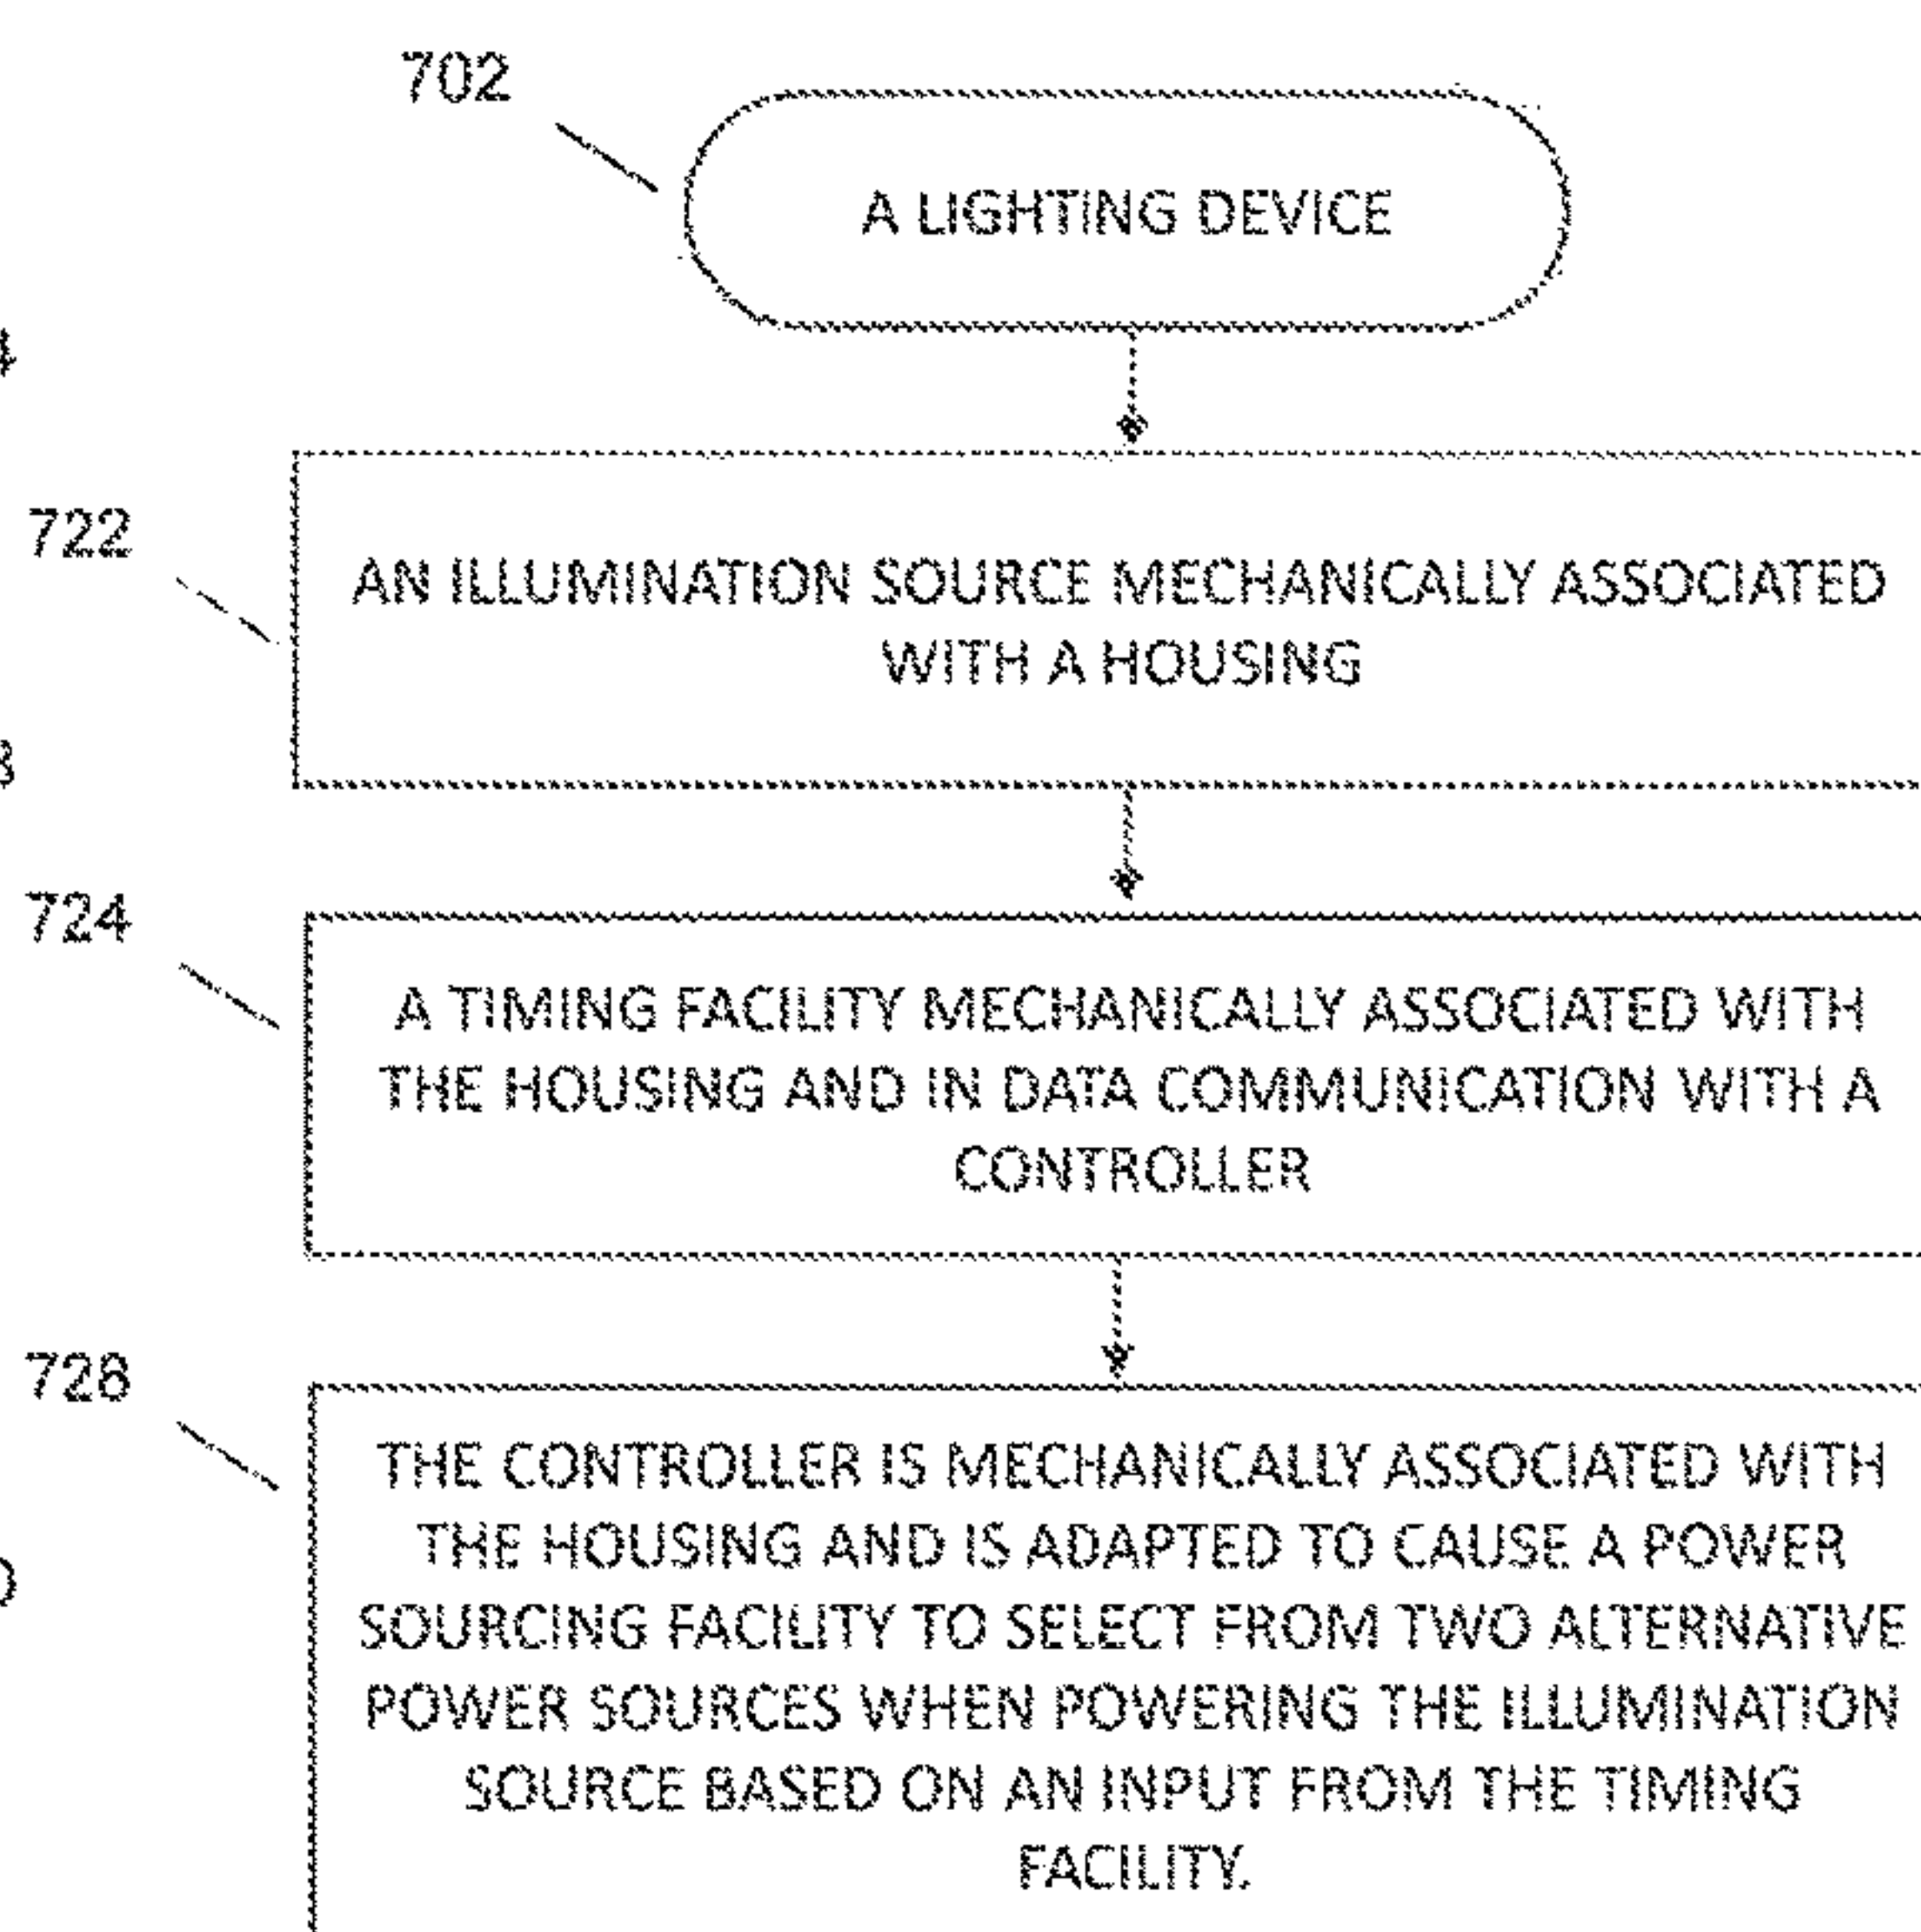 702
A LIGHTING DEVICE
4
722
AN ILLUMINATION SOURCE MECHANICALLY ASSOCIATED
WITH A HOUSING
724
A TIMING FACILITY MECHANICALLY ASSOCIATED WITH
THE HOUSING AND IN DATA COMMUNICATION WITH A
CONTROLLER
728
THE CONTROLLER IS MECHANICALLY ASSOCIATED WITH
THE HOUSING AND IS ADAPTED TO CAUSE A POWER
SOURCING FACILITY TO SELECT FROM TWO ALTERNATIVE
POWER SOURCES WHEN POWERING THE ILLUMINATION
SOURCE BASED ON AN INPUT FROM THE TIMING
FACILITY.